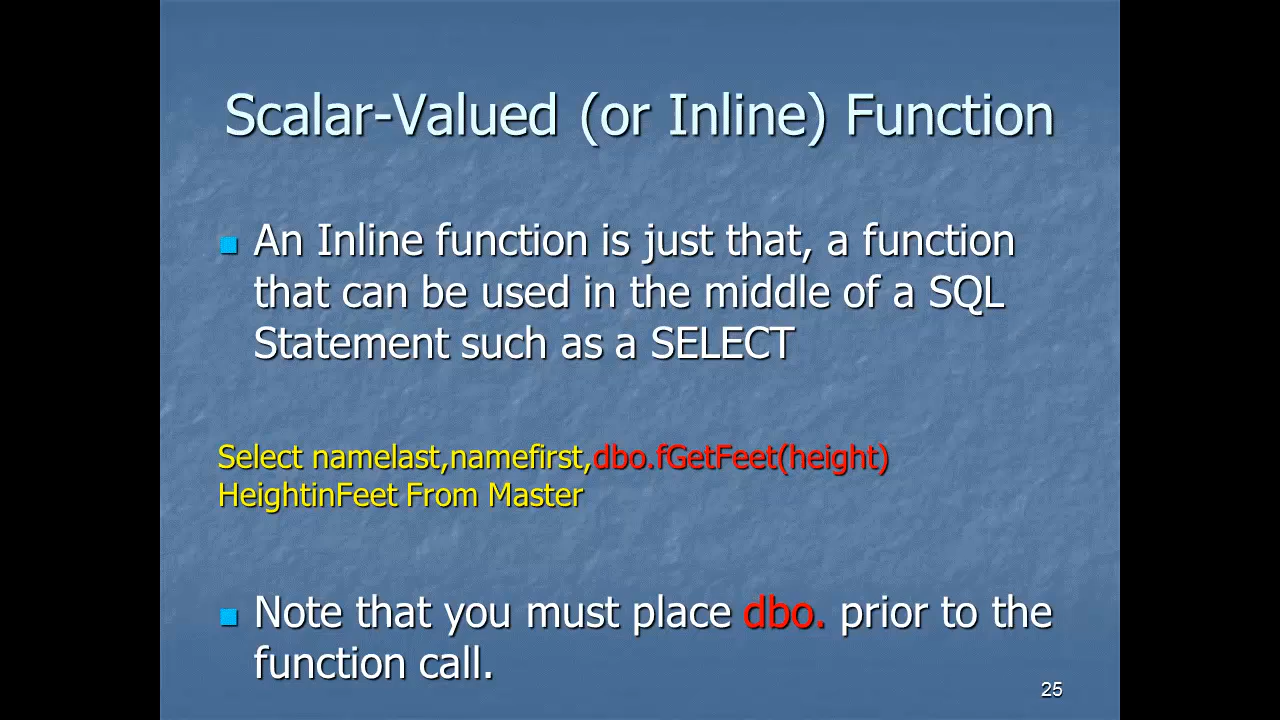 Scalar-Valued (or Inline) Function
An Inline function is just that, a function
that can be used in the middle of a SQL
Statement such as a SELECT
Select namelast,namefirst,dbo.fGetFeet(height)
HeightinFeet From Master
Note that you must place dbo. prior to the
function call.
25